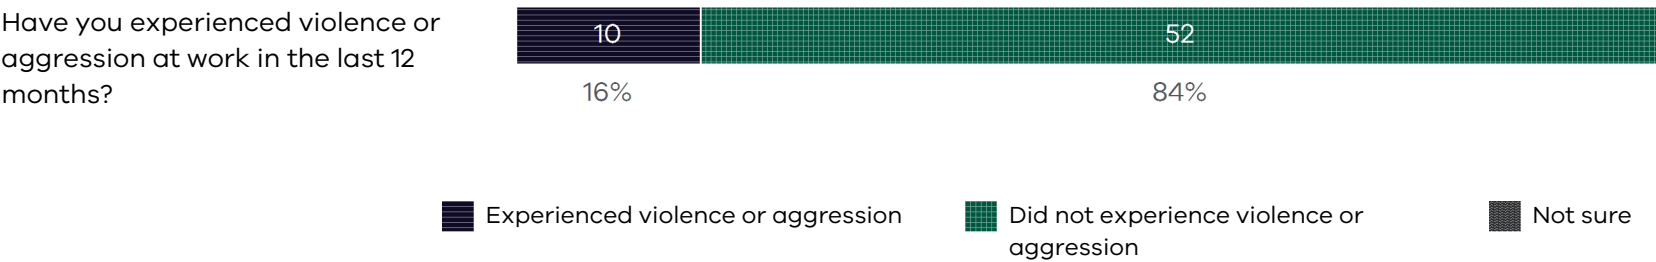 Have you experienced violence or
aggression at work in the last 12
months?
10
52
16%
84%
Experienced violence or aggression
Did not experience violence or
aggression
Not sure